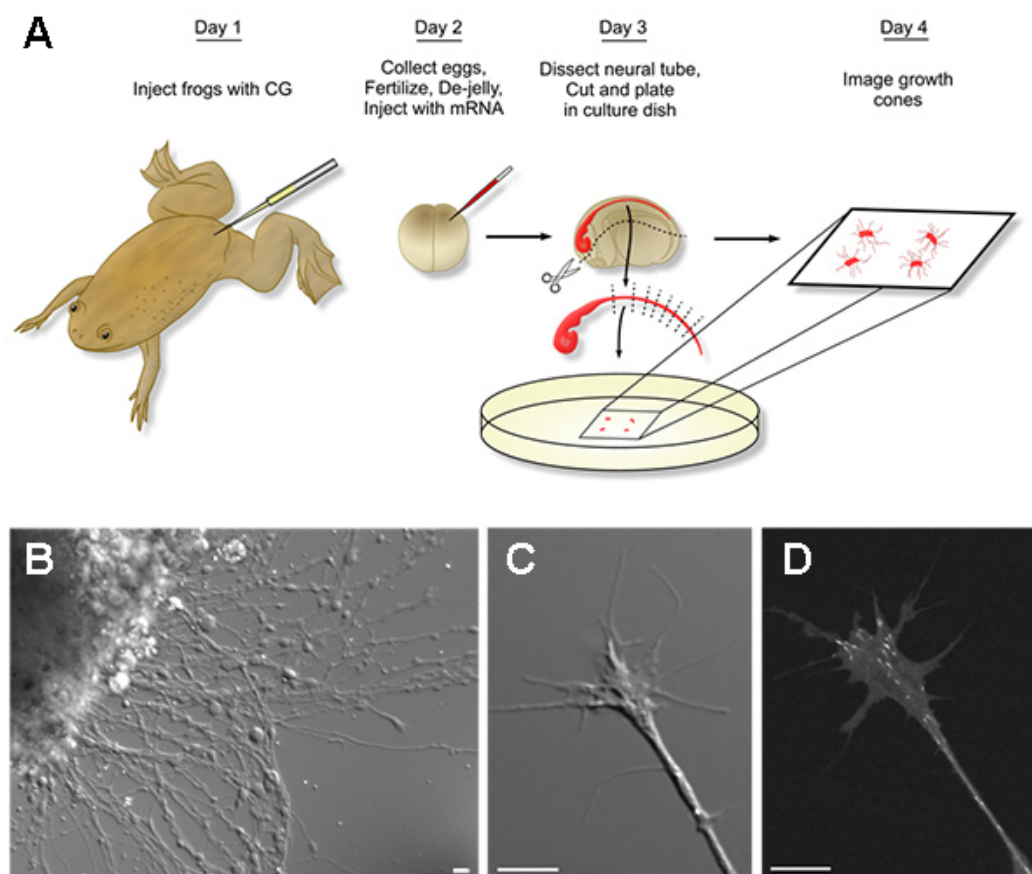 A
Day 1
Inject frogs with CG
Day 2
Collect eggs,
Fertilize, De-jelly,
Inject with mRNA
Day 3
Dissect neural tube,
Cut and plate
in culture dish
Day 4
Image growth
cones
B
C
D